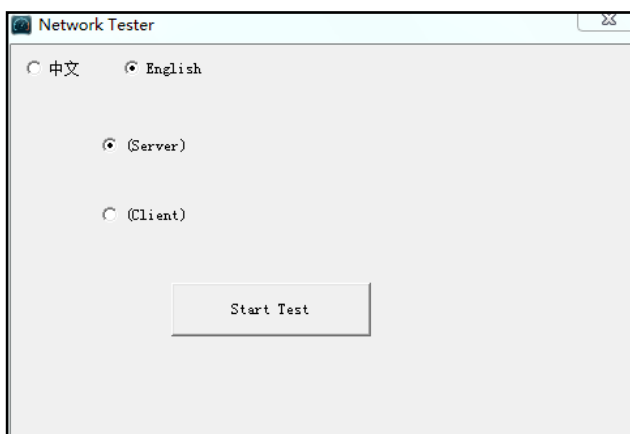 Network Tester
中文 English
(Server)
(Client)
Start Test